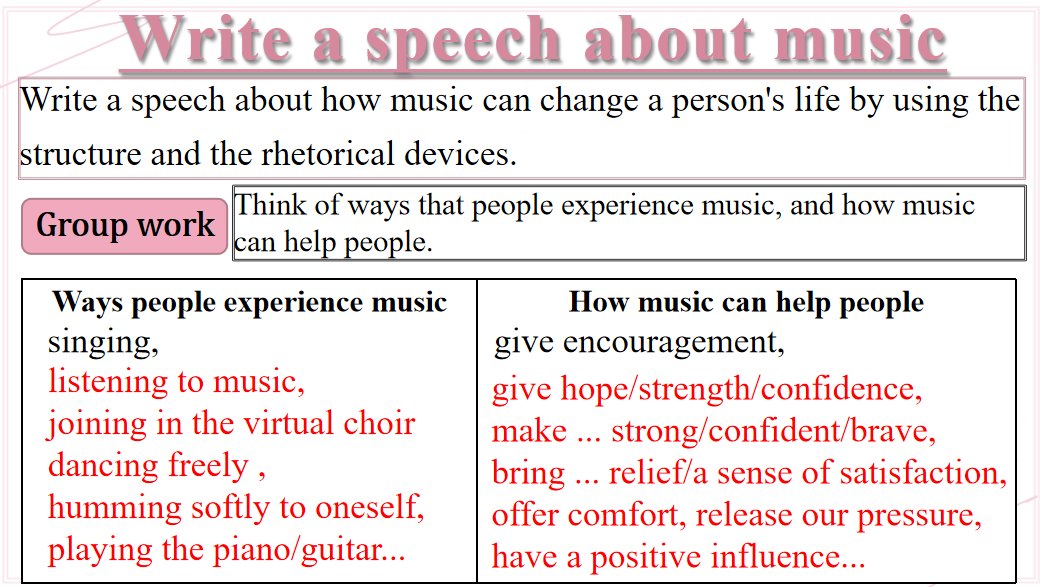 Write a speech about music
Write a speech about how music can change a person's life by using the
structure and the rhetorical devices.
Group work
Think of ways that people experience music, and how music
can help people.
Ways people experience music
singing,
listening to music,
joining in the virtual choir
dancing freely ,
humming softly to oneself,
playing the piano/guitar...
How music can help people
give encouragement,
give hope/strength/confidence,
make ... strong/confident/brave,
bring ... relief/a sense of satisfaction,
offer comfort, release our pressure,
have a positive influence...